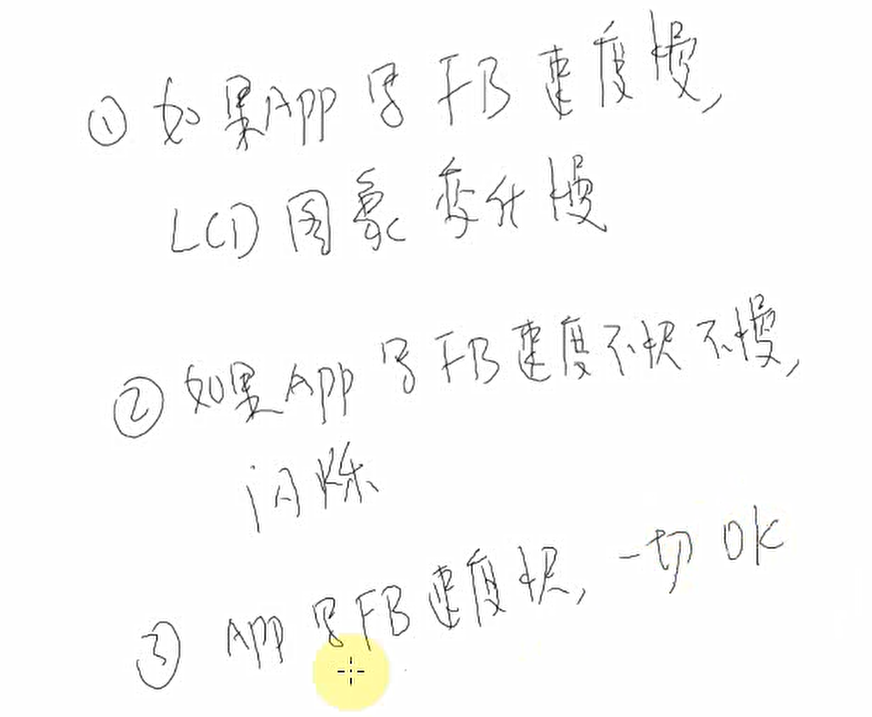 ① 如果App写FB速度慢,
LCD图象变化慢
② 如果App写FB速度不快不慢,
闪烁
③ App写FB速度快, 一切OK